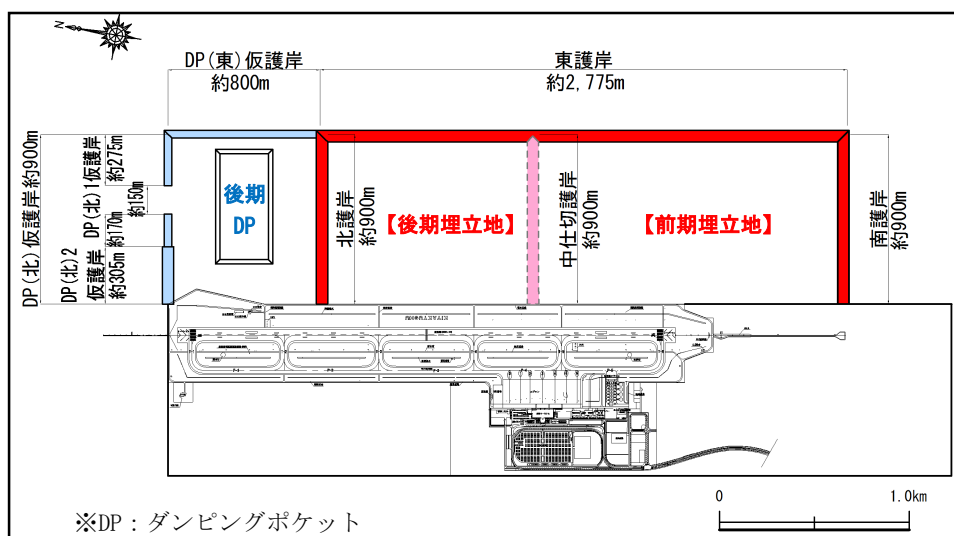 N
DP(東)仮護岸
約800m
東護岸
約2,775m
DP(北)仮護岸約900m
DP(北)1仮護岸
約275m
約150m
約170m
DP(北)2
仮護岸
約305m
後期
DP
北護岸
約900m
【後期埋立地】
中仕切護岸
約900m
【前期埋立地】
南護岸
約900m
0 1.0km
※DP：ダンピングポケット